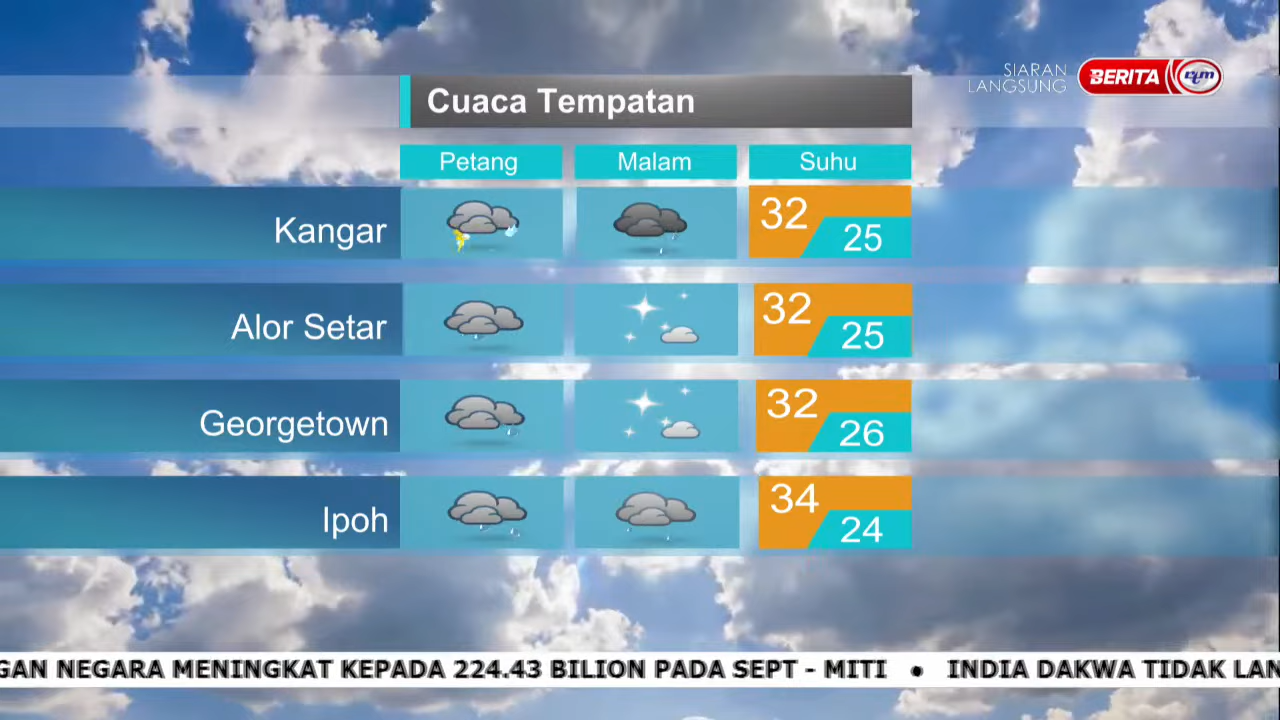 SIARAN
LANGSUNG
BERITA rtm
Cuaca Tempatan
Petang Malam Suhu
Kangar 32 25
Alor Setar 32 25
Georgetown 32 26
Ipoh 34 24
GAN NEGARA MENINGKAT KEPADA 224.43 BILION PADA SEPT - MITI • INDIA DAKWA TIDAK LAN